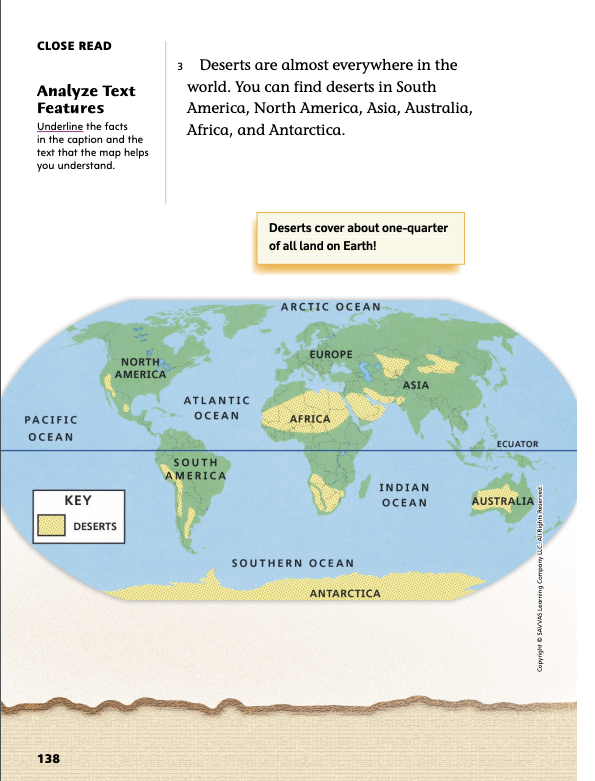 CLOSE READ
Analyze Text
Features
Underline the facts
in the caption and the
text that the map helps
you understand.
3 Deserts are almost everywhere in the
world. You can find deserts in South
America, North America, Asia, Australia,
Africa, and Antarctica.
Deserts cover about one-quarter
of all land on Earth!
ARCTIC OCEAN
NORTH
AMERICA
EUROPE
ASIA
ATLANTIC
OCEAN
AFRICA
PACIFIC
OCEAN
ECUATOR
SOUTH
AMERICA
INDIAN
OCEAN
AUSTRALIA
KEY
DESERTS
SOUTHERN OCEAN
ANTARCTICA
Copyright © SAVVAS Learning Company LLC. All Rights Reserved.
138